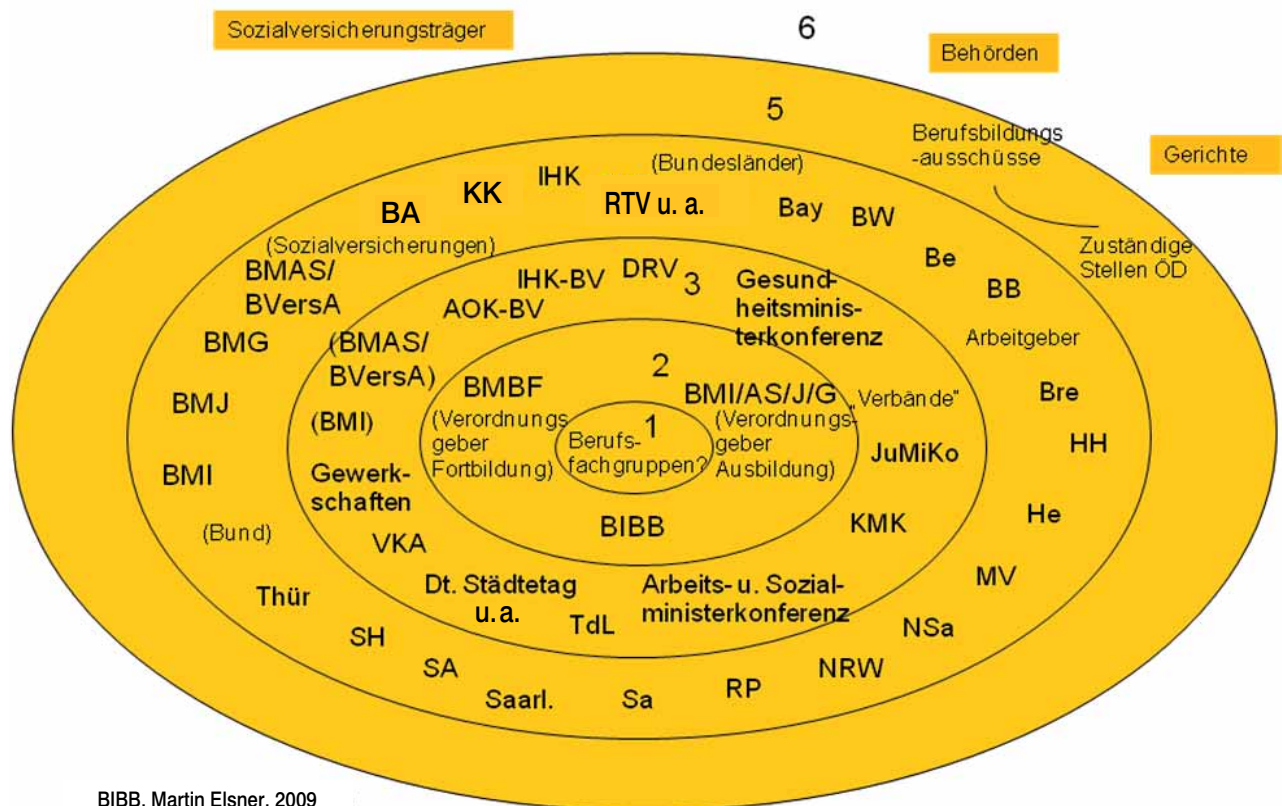 Sozialversicherungsträger
6
Behörden
5
Berufsbildungs
-ausschüsse
Gerichte
(Bundesländer)
IHK
KK
BA
RTV u. a.
Bay
BW
(Sozialversicherungen)
Zuständige
Stellen ÖD
BMAS/
BVersA
Be
BB
IHK-BV
DRV
3
Gesund-
heitsminis-
terkonferenz
AOK-BV
BMG
(BMAS/
BVersA)
Arbeitgeber
2
BMBF
BMI/AS/J/G
„Verbände"
Bre
BMJ
(BMI)
(Verordnungs
geber
Fortbildung)
1
Berufs-
fachgruppen?
(Verordnungs-
geber
Ausbildung)
JuMiKo
HH
BMI
Gewerk-
schaften
(Bund)
VKA
BIBB
KMK
He
Thür
Dt. Städtetag
u. a.
TdL
Arbeits- u. Sozial-
ministerkonferenz
MV
SH
NSa
SA
Saarl.
Sa
RP
NRW
BIBB, Martin Elsner, 2009